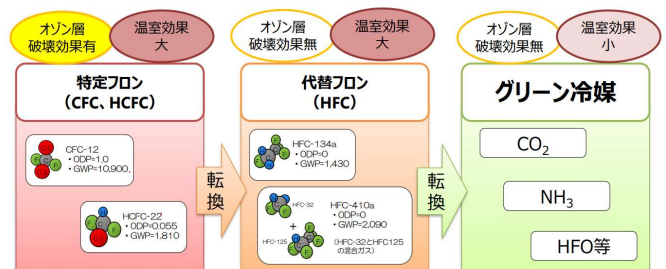 オゾン層
破壊効果有
温室効果
大
オゾン層
破壊効果無
温室効果
大
オゾン層
破壊効果無
温室効果
小
特定フロン
（CFC、HCFC）
CFC-12
・ODP=1.0
・GWP=10,900,
HCFC-22
・ODP=0.055
・GWP=1,810
転換
代替フロン
（HFC）
HFC-134a
・ODP=0
・GWP=1,430
HFC-32
+
HFC-125
HFC-410a
・ODP=0
・GWP=2,090
（HFC-32とHFC125
の混合ガス）
転換
グリーン冷媒
CO2
NH3
HFO等